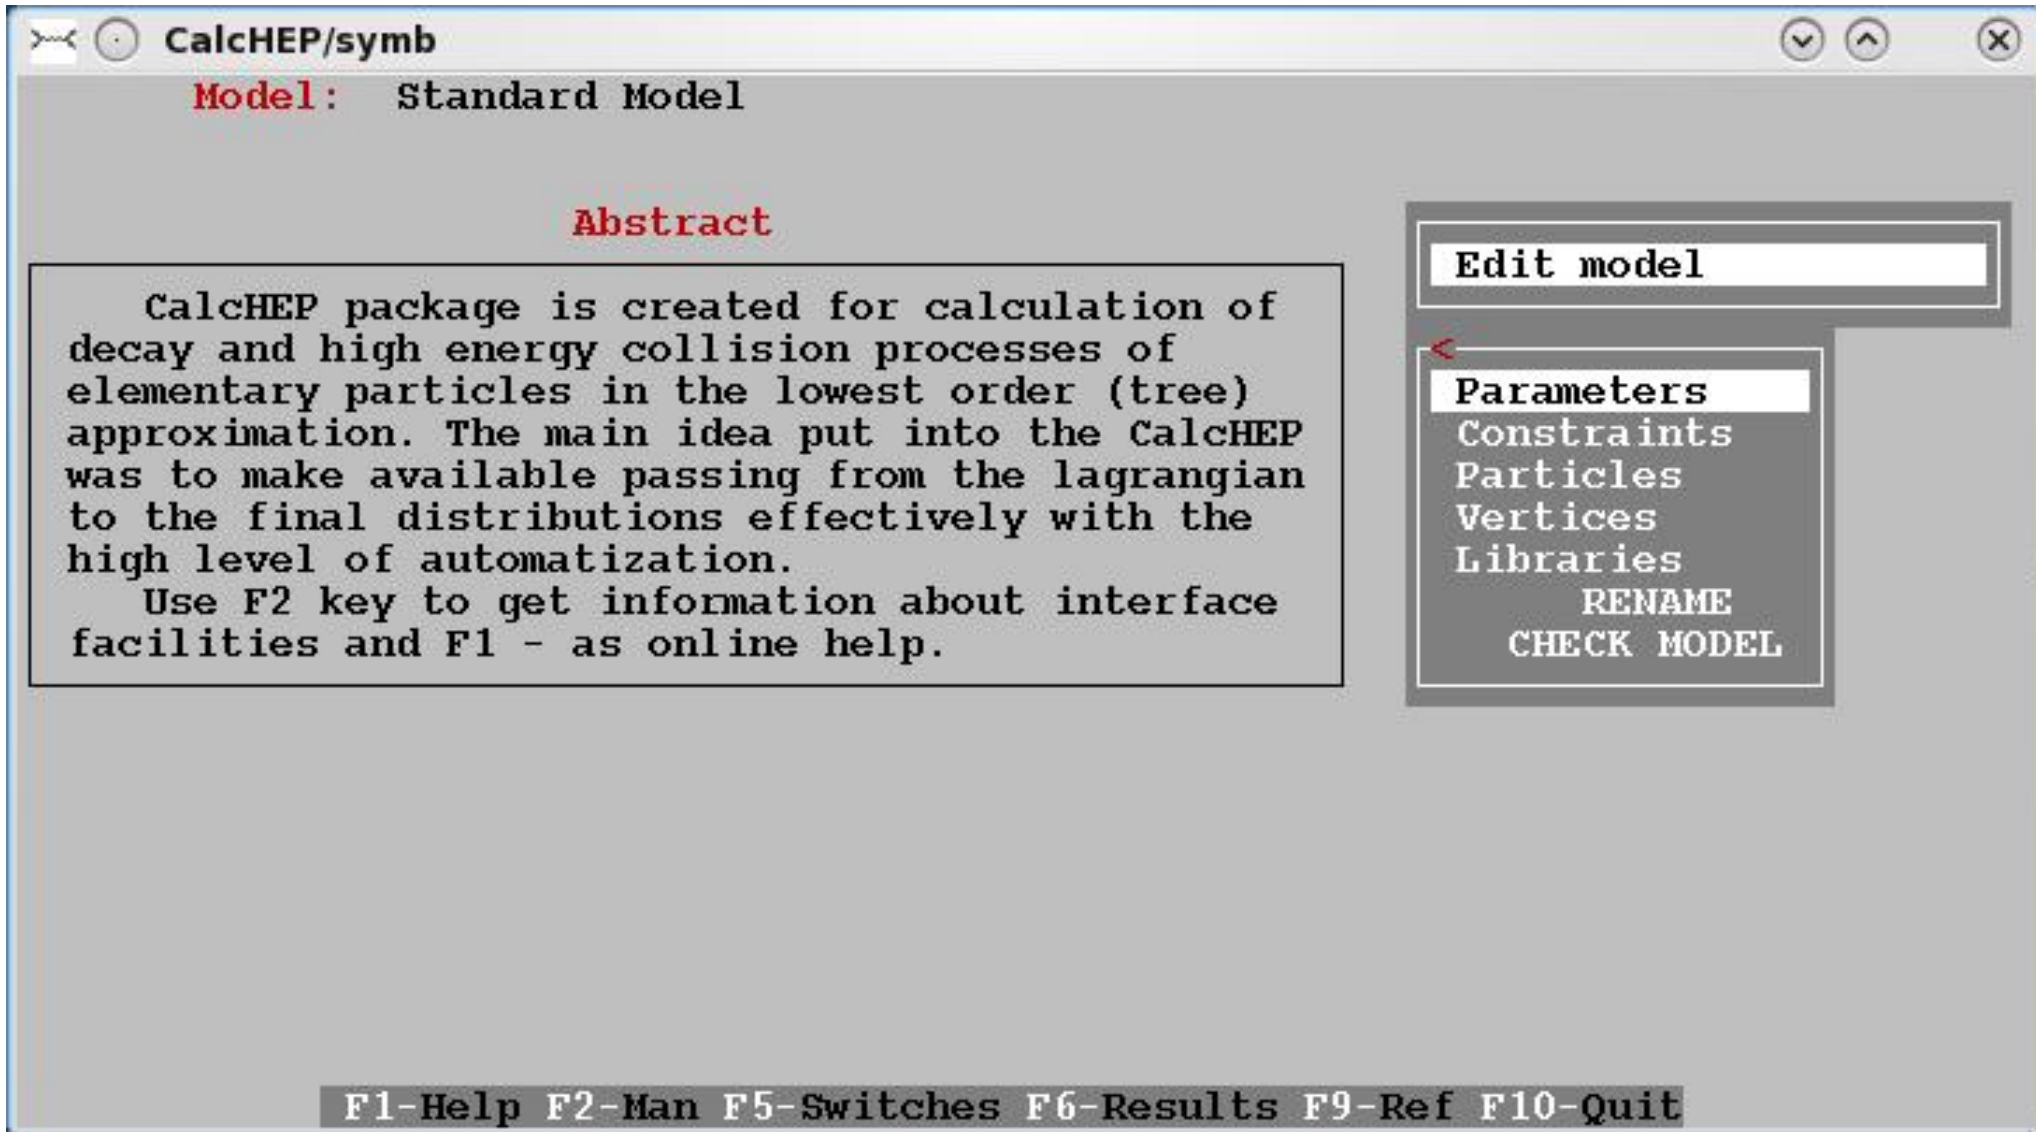 CalcHEP/symb
Model: Standard Model
Abstract
CalcHEP package is created for calculation of
decay and high energy collision processes of
elementary particles in the lowest order (tree)
approximation. The main idea put into the CalcHEP
was to make available passing from the lagrangian
to the final distributions effectively with the
high level of automatization.
Use F2 key to get information about interface
facilities and F1 - as online help.
Edit model
<
Parameters
Constraints
Particles
Vertices
Libraries
RENAME
CHECK MODEL
F1-Help F2-Man F5-Switches F6-Results F9-Ref F10-Quit